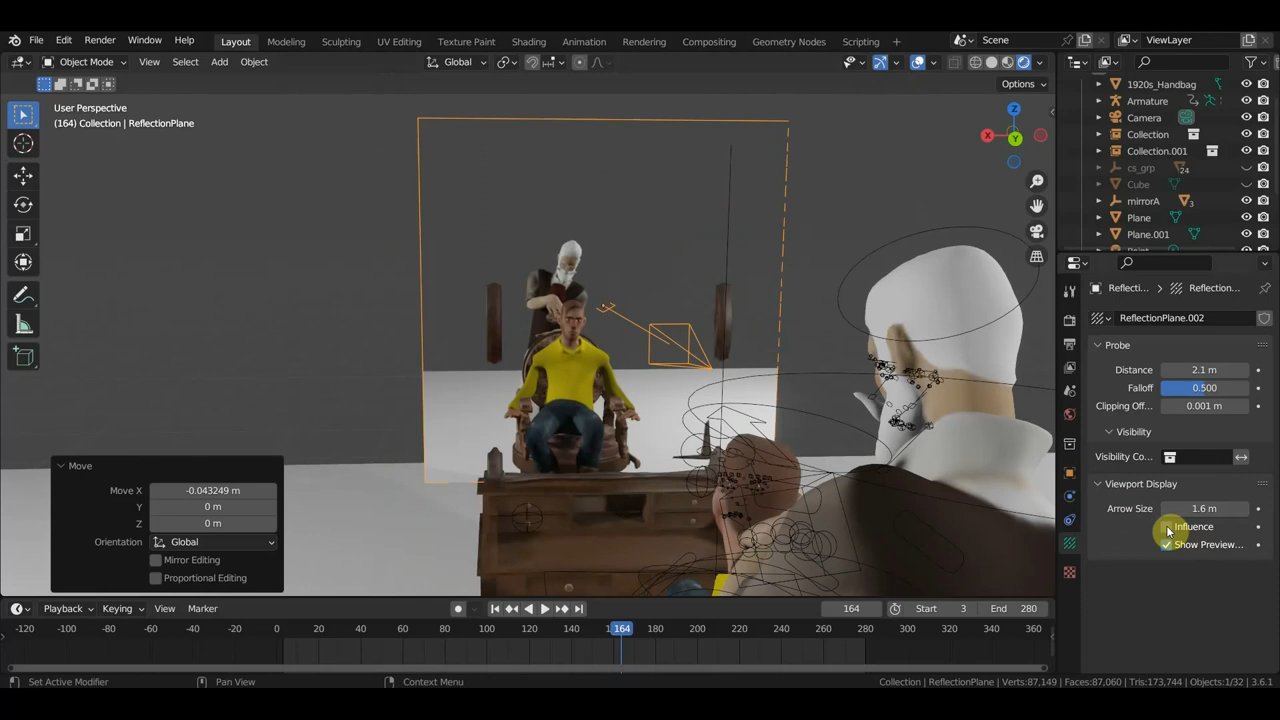 File Edit Render Window Help Layout Modeling Sculpting UV Editing Texture Paint Shading Animation Rendering Compositing Geometry Nodes Scripting + Scene ViewLayer
Object Mode View Select Add Object Global
Options
User Perspective
(164) Collection | ReflectionPlane
Z
X
Y
1920s_Handbag
Armature
Camera
Collection
Collection.001
cs_grp 24
Cube
mirrorA 3
Plane
Plane.001
Reflecti... Reflection...
ReflectionPlane.002
Probe
Distance 2.1 m
Falloff 0.500
Clipping Off... 0.001 m
Visibility
Visibility Co...
Viewport Display
Arrow Size 1.6 m
Influence
Show Preview...
Move
Move X -0.043249 m
Y 0 m
Z 0 m
Orientation Global
Mirror Editing
Proportional Editing
Playback Keying View Marker 164 Start 3 End 280
-120 -100 -80 -60 -40 -20 0 20 40 60 80 100 120 140 164 180 200 220 240 260 280 300 320 340 360
Set Active Modifier Pan View Context Menu Collection | ReflectionPlane | Verts:87,149 | Faces:87,060 | Tris:173,744 | Objects:1/32 | 3.6.1